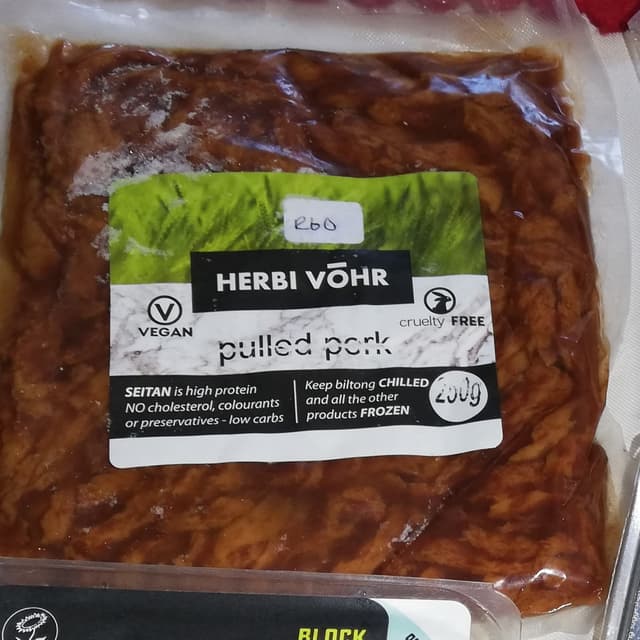 R60
HERBI VŌHR
V
VEGAN
cruelty FREE
pulled pork
SEITAN is high protein
NO cholesterol, colourants
or preservatives - low carbs
Keep biltong CHILLED
and all the other
products FROZEN
200g
BLOCK